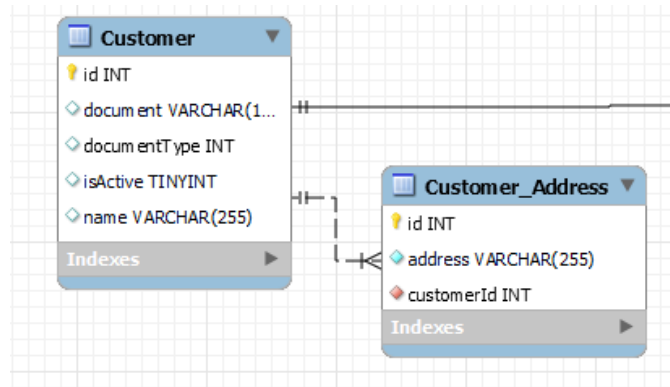 Customer
id INT
document VARCHAR(1...
documentType INT
isActive TINYINT
name VARCHAR(255)
Indexes
Customer_Address
id INT
address VARCHAR(255)
customerId INT
Indexes